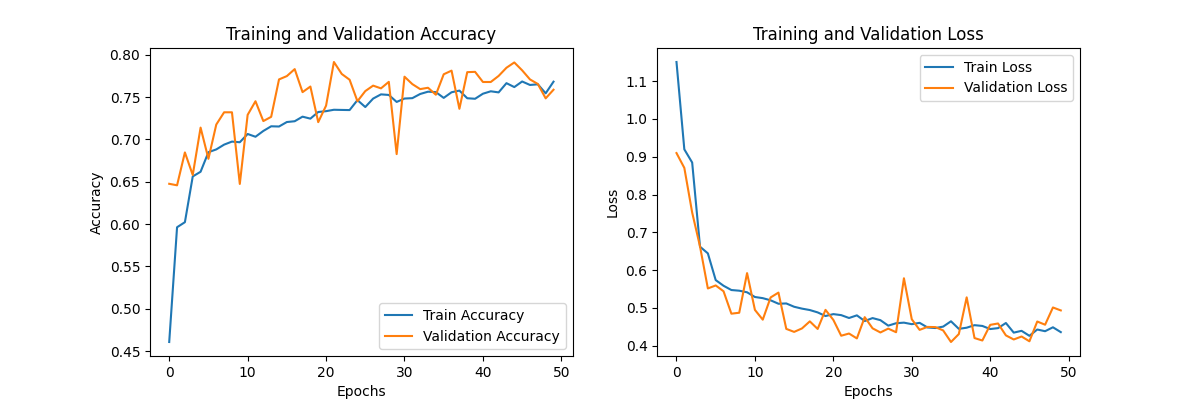 Training and Validation Accuracy
0.80
0.75
0.70
0.65
0.60
0.55
0.50
0.45
Accuracy
Train Accuracy
Validation Accuracy
0 10 20 30 40 50
Epochs
Training and Validation Loss
1.1
1.0
0.9
0.8
0.7
0.6
0.5
0.4
Loss
Train Loss
Validation Loss
0 10 20 30 40 50
Epochs